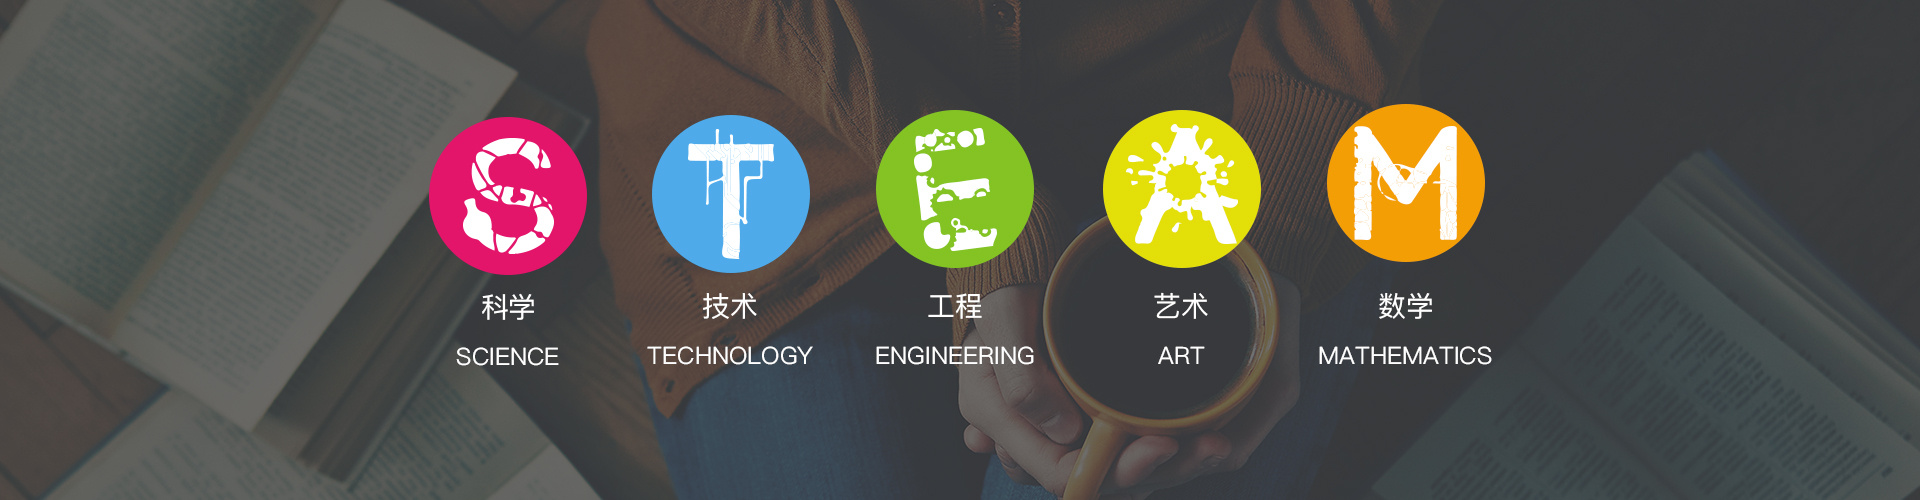 S T E A M
科学 技术 工程 艺术 数学
SCIENCE TECHNOLOGY ENGINEERING ART MATHEMATICS